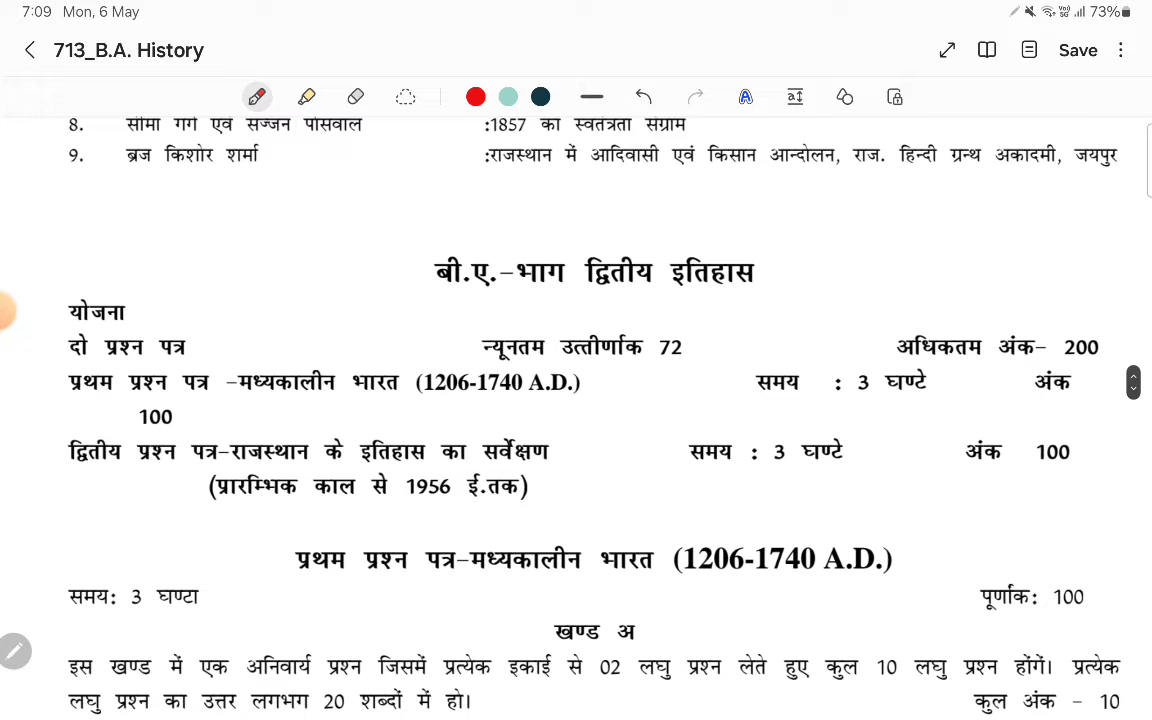 7:09 Mon, 6 May 73%
713_B.A. History Save
8. सीमा गर्ग एवं सज्जन पोसवाल :1857 का स्वतंत्रता संग्राम
9. ब्रज किशोर शर्मा :राजस्थान में आदिवासी एवं किसान आन्दोलन, राज. हिन्दी ग्रन्थ अकादमी, जयपुर
बी.ए.-भाग द्वितीय इतिहास
योजना
दो प्रश्न पत्र न्यूनतम उत्तीर्णाक 72 अधिकतम अंक- 200
प्रथम प्रश्न पत्र -मध्यकालीन भारत (1206-1740 A.D.) समय : 3 घण्टे अंक
100
द्वितीय प्रश्न पत्र-राजस्थान के इतिहास का सर्वेक्षण समय : 3 घण्टे अंक 100
(प्रारम्भिक काल से 1956 ई.तक)
प्रथम प्रश्न पत्र-मध्यकालीन भारत (1206-1740 A.D.)
समय: 3 घण्टा पूर्णाक: 100
खण्ड अ
इस खण्ड में एक अनिवार्य प्रश्न जिसमें प्रत्येक इकाई से 02 लघु प्रश्न लेते हुए कुल 10 लघु प्रश्न होंगें। प्रत्येक
लघु प्रश्न का उत्तर लगभग 20 शब्दों में हो। कुल अंक - 10